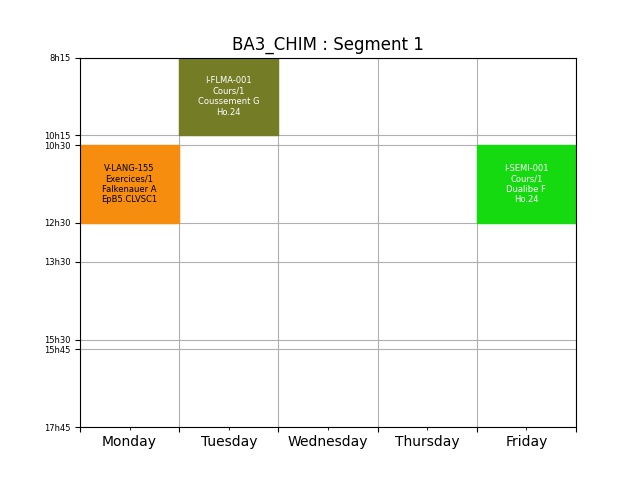 BA3_CHIM : Segment 1
8h15
I-FLMA-001
Cours/1
Coussement G
Ho.24
10h15
10h30
V-LANG-155
Exercices/1
Falkenauer A
EpB5.CLVSC1
I-SEMI-001
Cours/1
Dualibe F
Ho.24
12h30
13h30
15h30
15h45
17h45
Monday
Tuesday
Wednesday
Thursday
Friday